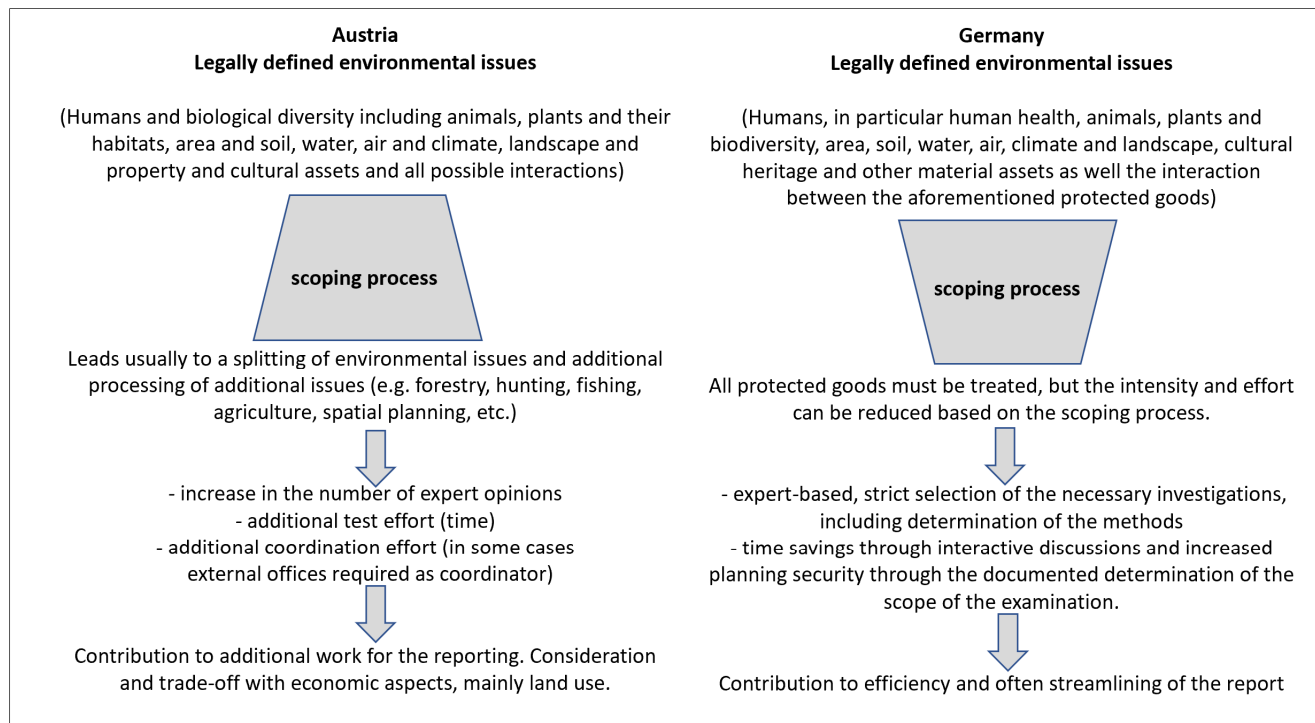 Austria
Legally defined environmental issues
(Humans and biological diversity including animals, plants and their
habitats, area and soil, water, air and climate, landscape and
property and cultural assets and all possible interactions)
scoping process
Leads usually to a splitting of environmental issues and additional
processing of additional issues (e.g. forestry, hunting, fishing,
agriculture, spatial planning, etc.)
- increase in the number of expert opinions
- additional test effort (time)
- additional coordination effort (in some cases
external offices required as coordinator)
Contribution to additional work for the reporting. Consideration
and trade-off with economic aspects, mainly land use.
Germany
Legally defined environmental issues
(Humans, in particular human health, animals, plants and
biodiversity, area, soil, water, air, climate and landscape, cultural
heritage and other material assets as well the interaction
between the aforementioned protected goods)
scoping process
All protected goods must be treated, but the intensity and effort
can be reduced based on the scoping process.
- expert-based, strict selection of the necessary investigations,
including determination of the methods
- time savings through interactive discussions and increased
planning security through the documented determination of the
scope of the examination.
Contribution to efficiency and often streamlining of the report